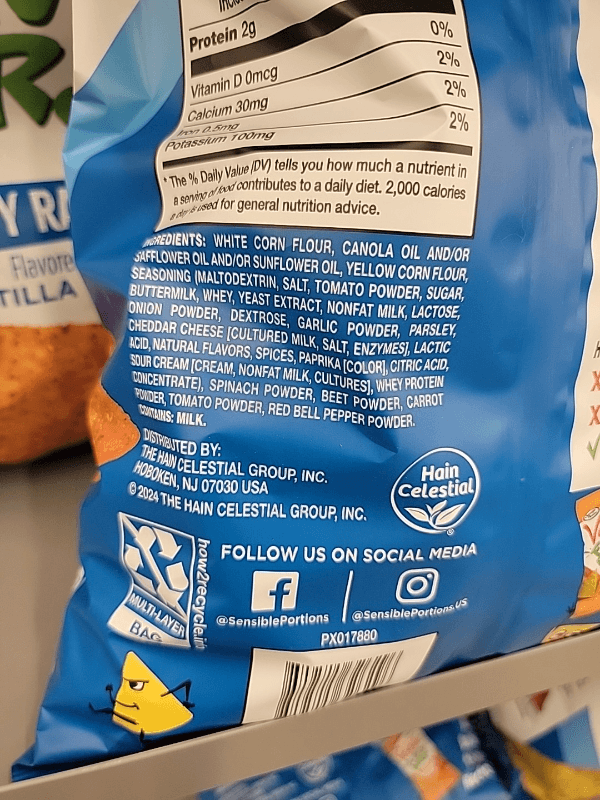 Protein 2g 0%
Vitamin D 0mcg 2%
Calcium 30mg 2%
Iron 0.5mg 2%
Potassium 100mg
* The % Daily Value (DV) tells you how much a nutrient in
a serving of food contributes to a daily diet. 2,000 calories
a day is used for general nutrition advice.
INGREDIENTS: WHITE CORN FLOUR, CANOLA OIL AND/OR
SAFFLOWER OIL AND/OR SUNFLOWER OIL, YELLOW CORN FLOUR,
SEASONING (MALTODEXTRIN, SALT, TOMATO POWDER, SUGAR,
BUTTERMILK, WHEY, YEAST EXTRACT, NONFAT MILK, LACTOSE,
ONION POWDER, DEXTROSE, GARLIC POWDER, PARSLEY,
CHEDDAR CHEESE [CULTURED MILK, SALT, ENZYMES], LACTIC
ACID, NATURAL FLAVORS, SPICES, PAPRIKA [COLOR], CITRIC ACID,
SOUR CREAM [CREAM, NONFAT MILK, CULTURES], WHEY PROTEIN
CONCENTRATE), SPINACH POWDER, BEET POWDER, CARROT
POWDER, TOMATO POWDER, RED BELL PEPPER POWDER.
CONTAINS: MILK.
DISTRIBUTED BY:
THE HAIN CELESTIAL GROUP, INC.
HOBOKEN, NJ 07030 USA
© 2024 THE HAIN CELESTIAL GROUP, INC.
Hain
Celestial
®
how2recycle.info
MULTI-LAYER
BAG
FOLLOW US ON SOCIAL MEDIA
@SensiblePortions
@SensiblePortions.US
PX017880
Y RA
Flavore
TILLA